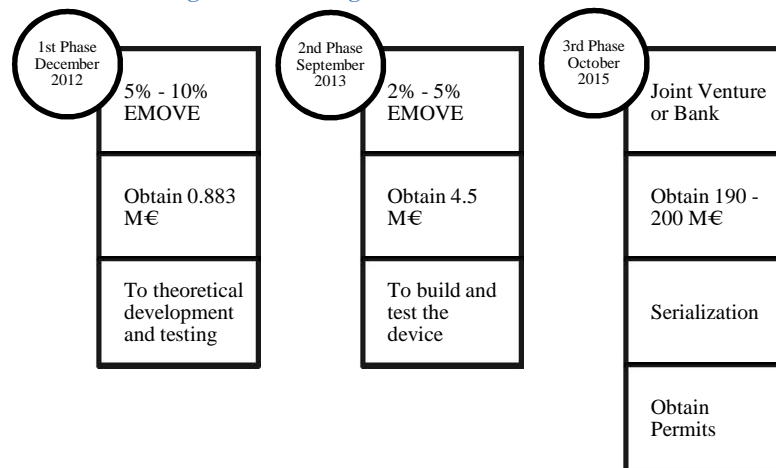 1st Phase
December
2012
5% - 10%
EMOVE
Obtain 0.883
M€
To theoretical
development
and testing
2nd Phase
September
2013
2% - 5%
EMOVE
Obtain 4.5
M€
To build and
test the
device
3rd Phase
October
2015
Joint Venture
or Bank
Obtain 190 -
200 M€
Serialization
Obtain
Permits